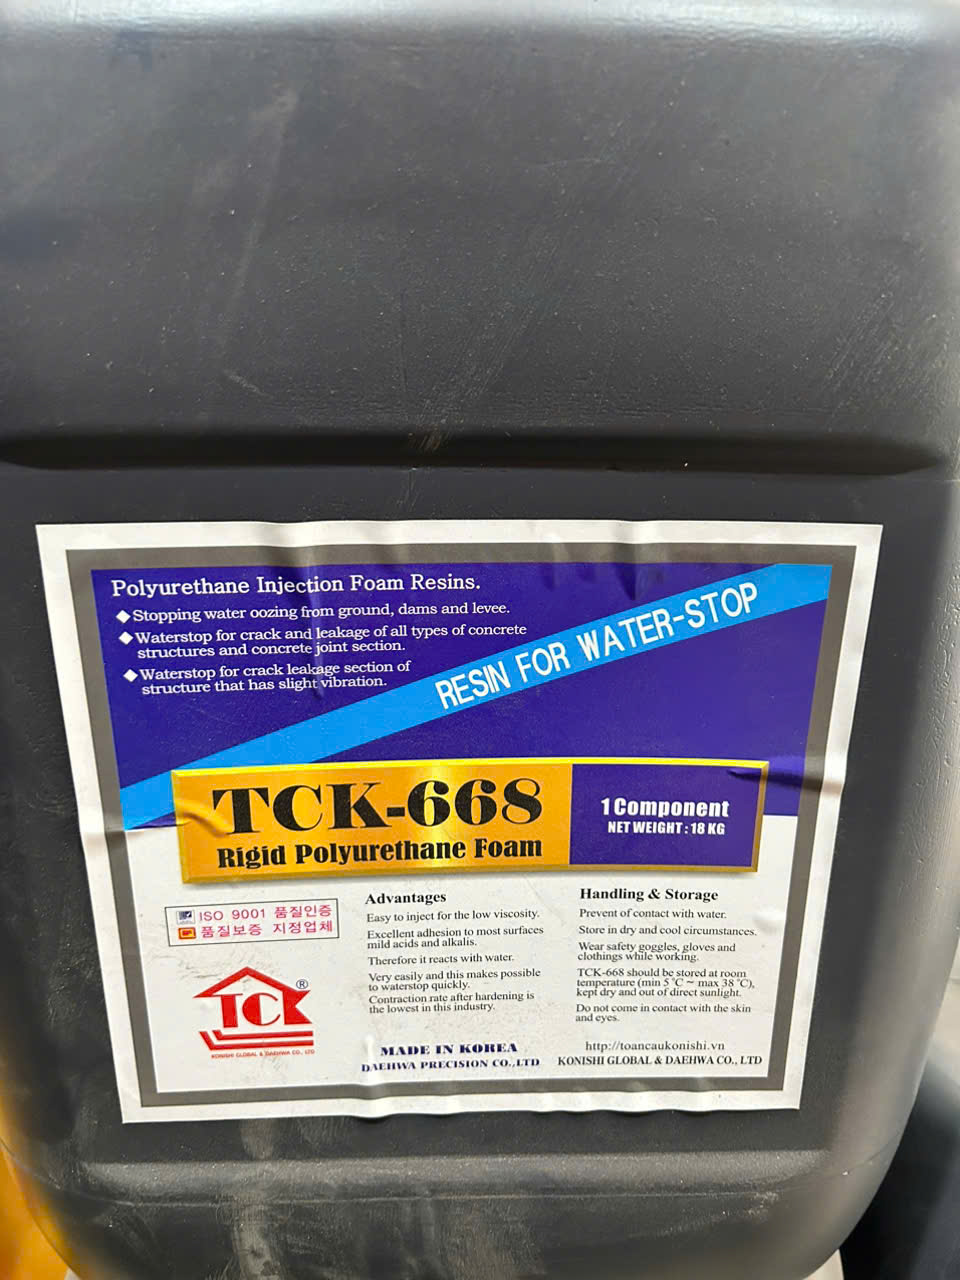 Polyurethane Injection Foam Resins.
◆Stopping water oozing from ground, dams and levee.
◆Waterstop for crack and leakage of all types of concrete
structures and concrete joint section.
◆Waterstop for crack leakage section of
structure that has slight vibration.
RESIN FOR WATER-STOP
TCK-668
Rigid Polyurethane Foam
1 Component
NET WEIGHT : 18 KG
ISO 9001 품질인증
품질보증 지정업체
TCK®
KONISHI GLOBAL & DAEHWA CO., LTD
Advantages
Easy to inject for the low viscosity.
Excellent adhesion to most surfaces
mild acids and alkalis.
Therefore it reacts with water.
Very easily and this makes possible
to waterstop quickly.
Contraction rate after hardening is
the lowest in this industry.
MADE IN KOREA
DAEHWA PRECISION CO.,LTD
Handling & Storage
Prevent of contact with water.
Store in dry and cool circumstances.
Wear safety goggles, gloves and
clothings while working.
TCK-668 should be stored at room
temperature (min 5 ℃ ~ max 38 ℃),
kept dry and out of direct sunlight.
Do not come in contact with the skin
and eyes.
http://toancaukonishi.vn
KONISHI GLOBAL & DAEHWA CO., LTD